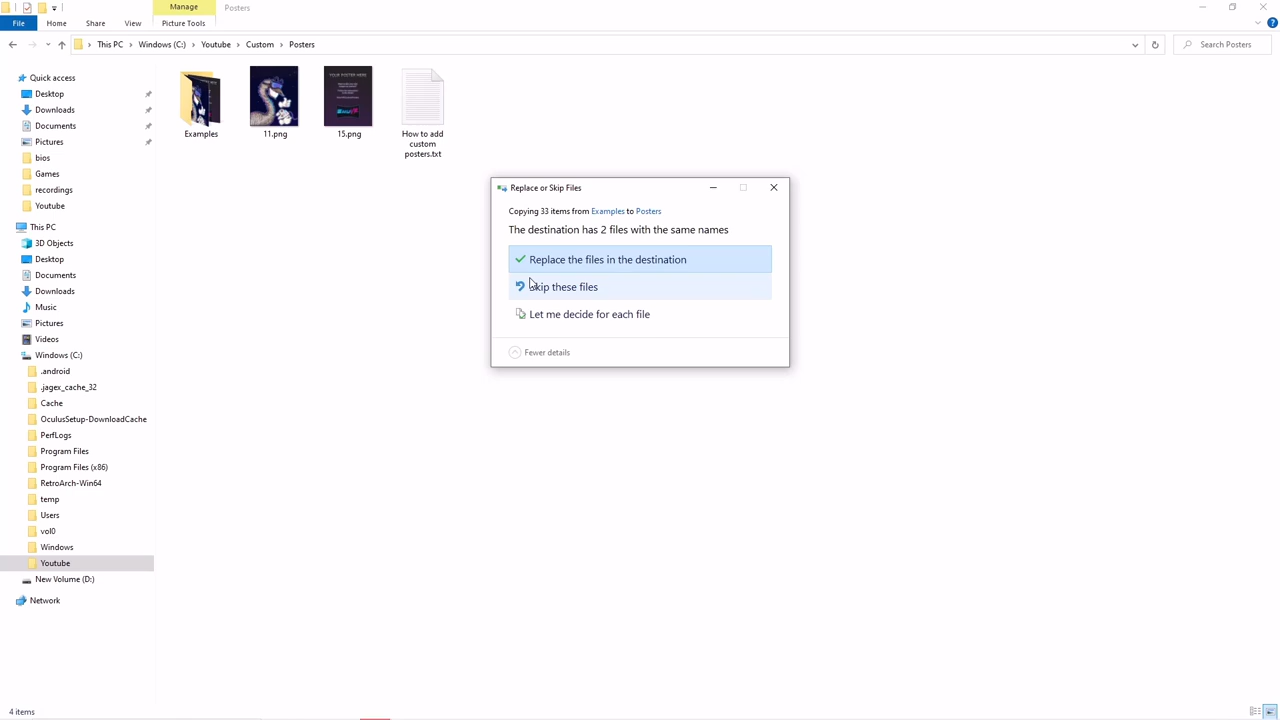 Manage
Posters
File
Home
Share
View
Picture Tools
This PC
Windows (C:)
Youtube
Custom
Posters
Search Posters
Quick access
Desktop
Downloads
Documents
Pictures
bios
Games
recordings
Youtube
This PC
3D Objects
Desktop
Documents
Downloads
Music
Pictures
Videos
Windows (C:)
.android
.jagex_cache_32
Cache
OculusSetup-DownloadCache
PerfLogs
Program Files
Program Files (x86)
RetroArch-Win64
temp
Users
vol0
Windows
Youtube
New Volume (D:)
Network
Examples
11.png
YOUR POSTER HERE
15.png
How to add
custom
posters.txt
Replace or Skip Files
Copying 33 items from Examples to Posters
The destination has 2 files with the same names
Replace the files in the destination
Skip these files
Let me decide for each file
Fewer details
4 items